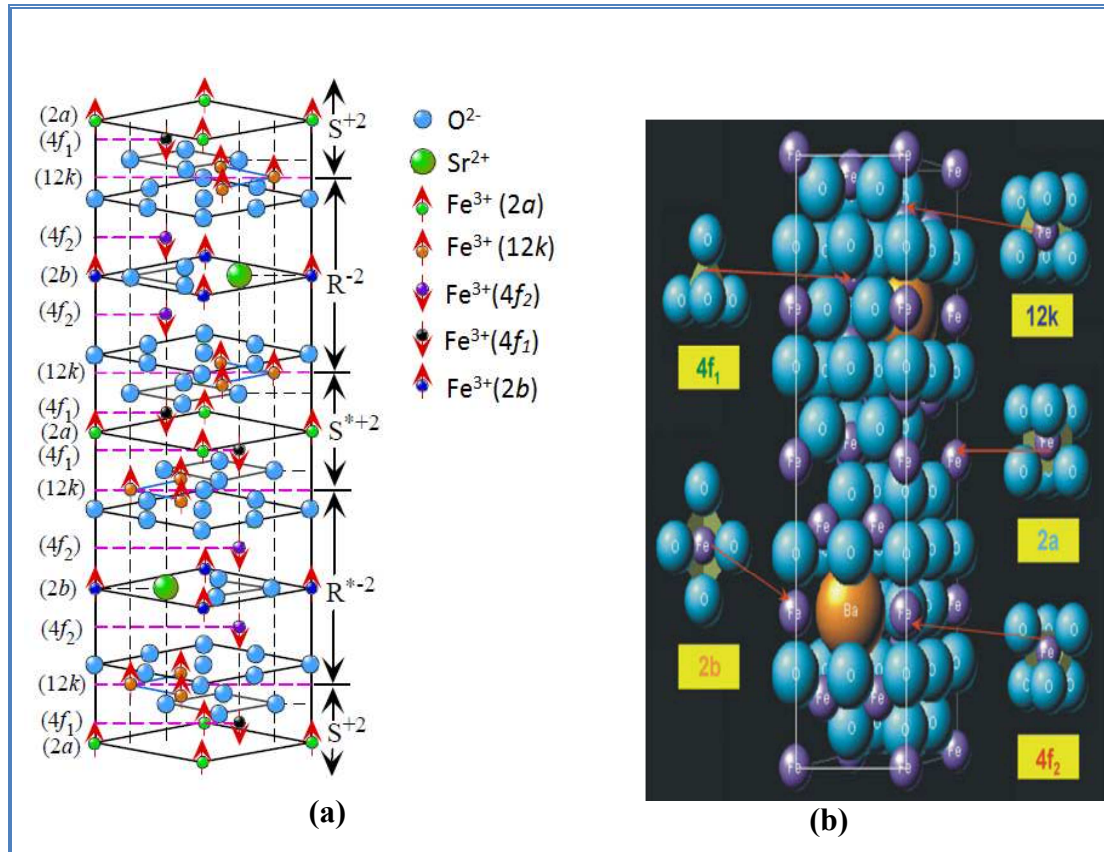 (2a)
(4f₁)
(12k)
(4f₂)
(2b)
(4f₂)
(12k)
(4f₁)
(2a)
(4f₁)
(12k)
(4f₂)
(2b)
(4f₂)
(12k)
(4f₁)
(2a)
S⁺²
R⁻²
S*⁺²
R*⁻²
S⁺²
O²⁻
Sr²⁺
Fe³⁺ (2a)
Fe³⁺ (12k)
Fe³⁺(4f₂)
Fe³⁺(4f₁)
Fe³⁺(2b)
(a)
4f₁
2b
Fe
O
Ba
12k
2a
4f₂
(b)